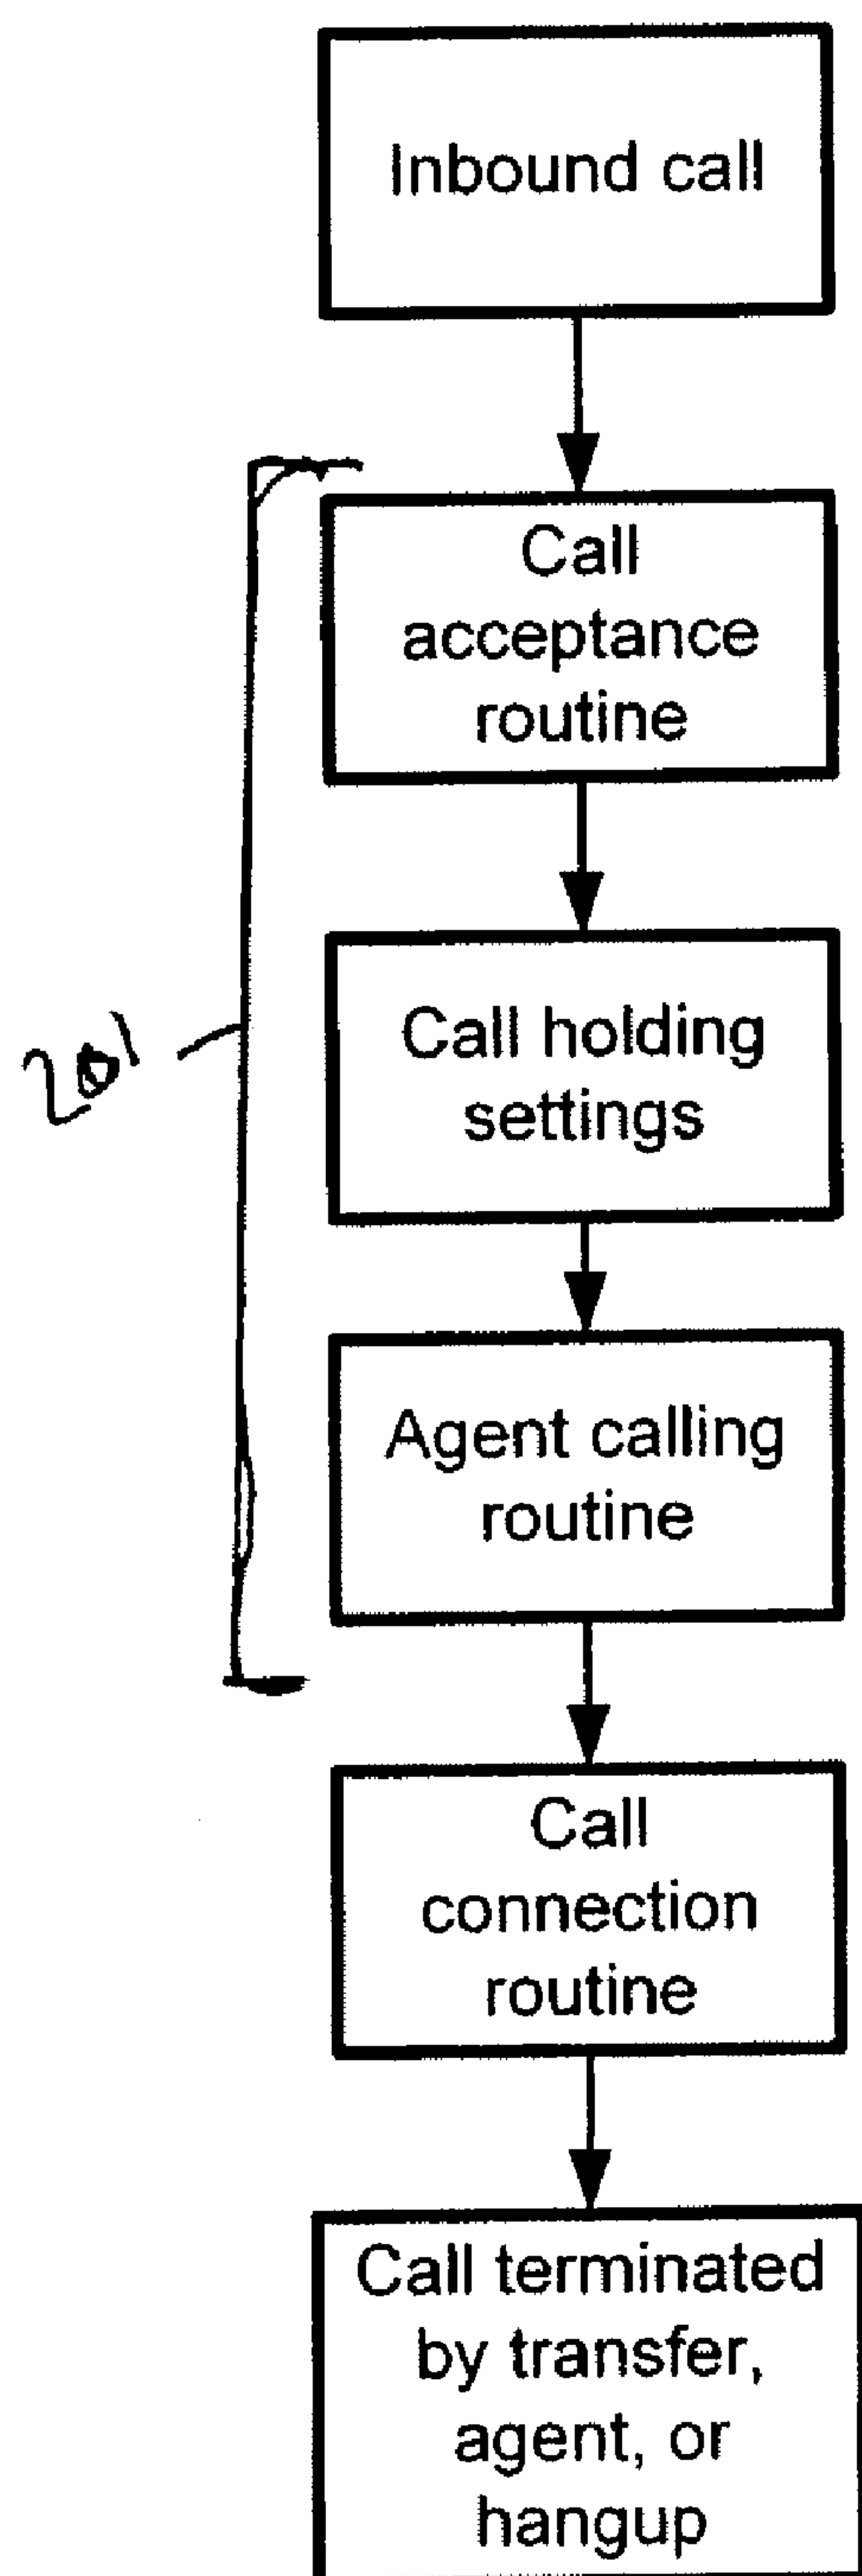 Inbound call
Call
acceptance
routine
Call holding
settings
201
Agent calling
routine
Call
connection
routine
Call terminated
by transfer,
agent, or
hangup